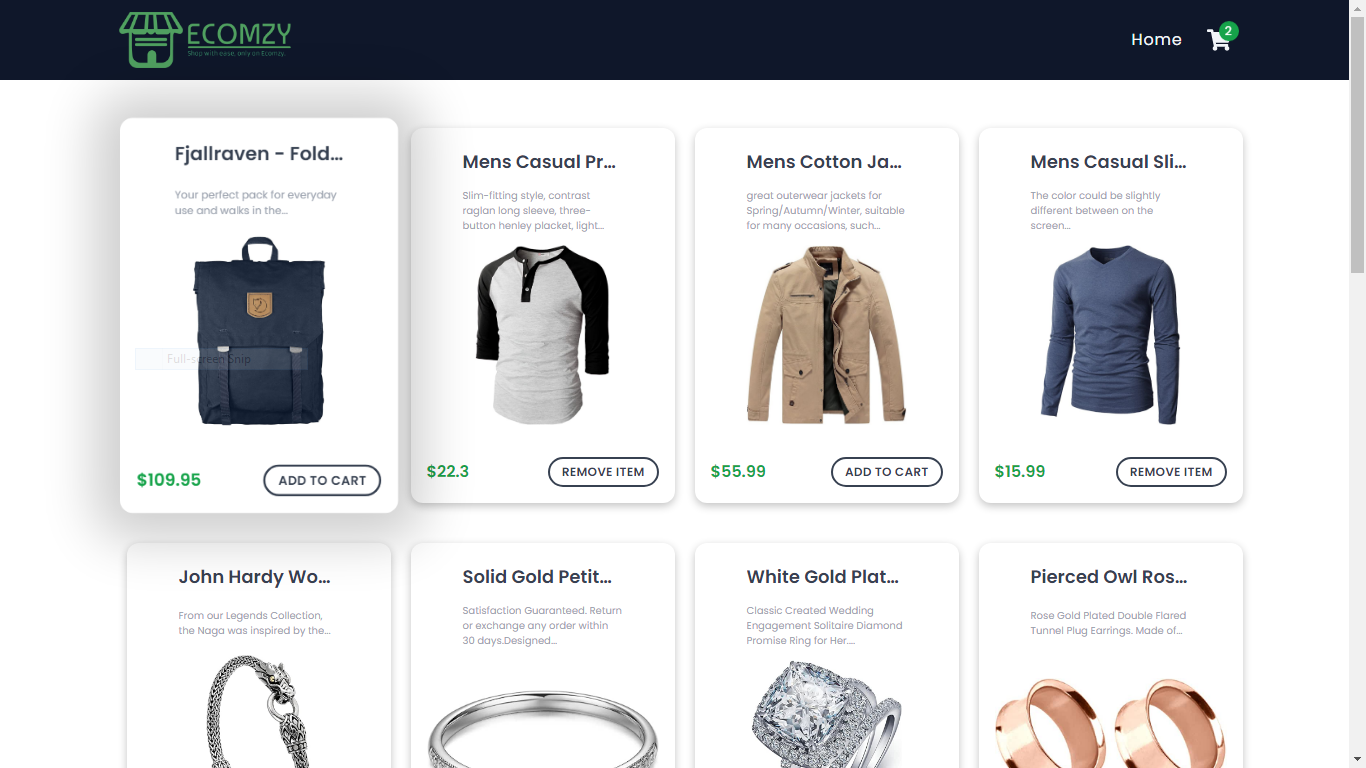 ECOMZY
Shop with ease, only on Ecomzy.
Home
2
Fjallraven - Fold...
Your perfect pack for everyday
use and walks in the...
Full-screen Snip
$109.95
ADD TO CART
Mens Casual Pr...
Slim-fitting style, contrast
raglan long sleeve, three-
button henley placket, light...
$22.3
REMOVE ITEM
Mens Cotton Ja...
great outerwear jackets for
Spring/Autumn/Winter, suitable
for many occasions, such...
$55.99
ADD TO CART
Mens Casual Sli...
The color could be slightly
different between on the
screen...
$15.99
REMOVE ITEM
John Hardy Wo...
From our Legends Collection,
the Naga was inspired by the...
Solid Gold Petit...
Satisfaction Guaranteed. Return
or exchange any order within
30 days.Designed...
White Gold Plat...
Classic Created Wedding
Engagement Solitaire Diamond
Promise Ring for Her....
Pierced Owl Ros...
Rose Gold Plated Double Flared
Tunnel Plug Earrings. Made of...